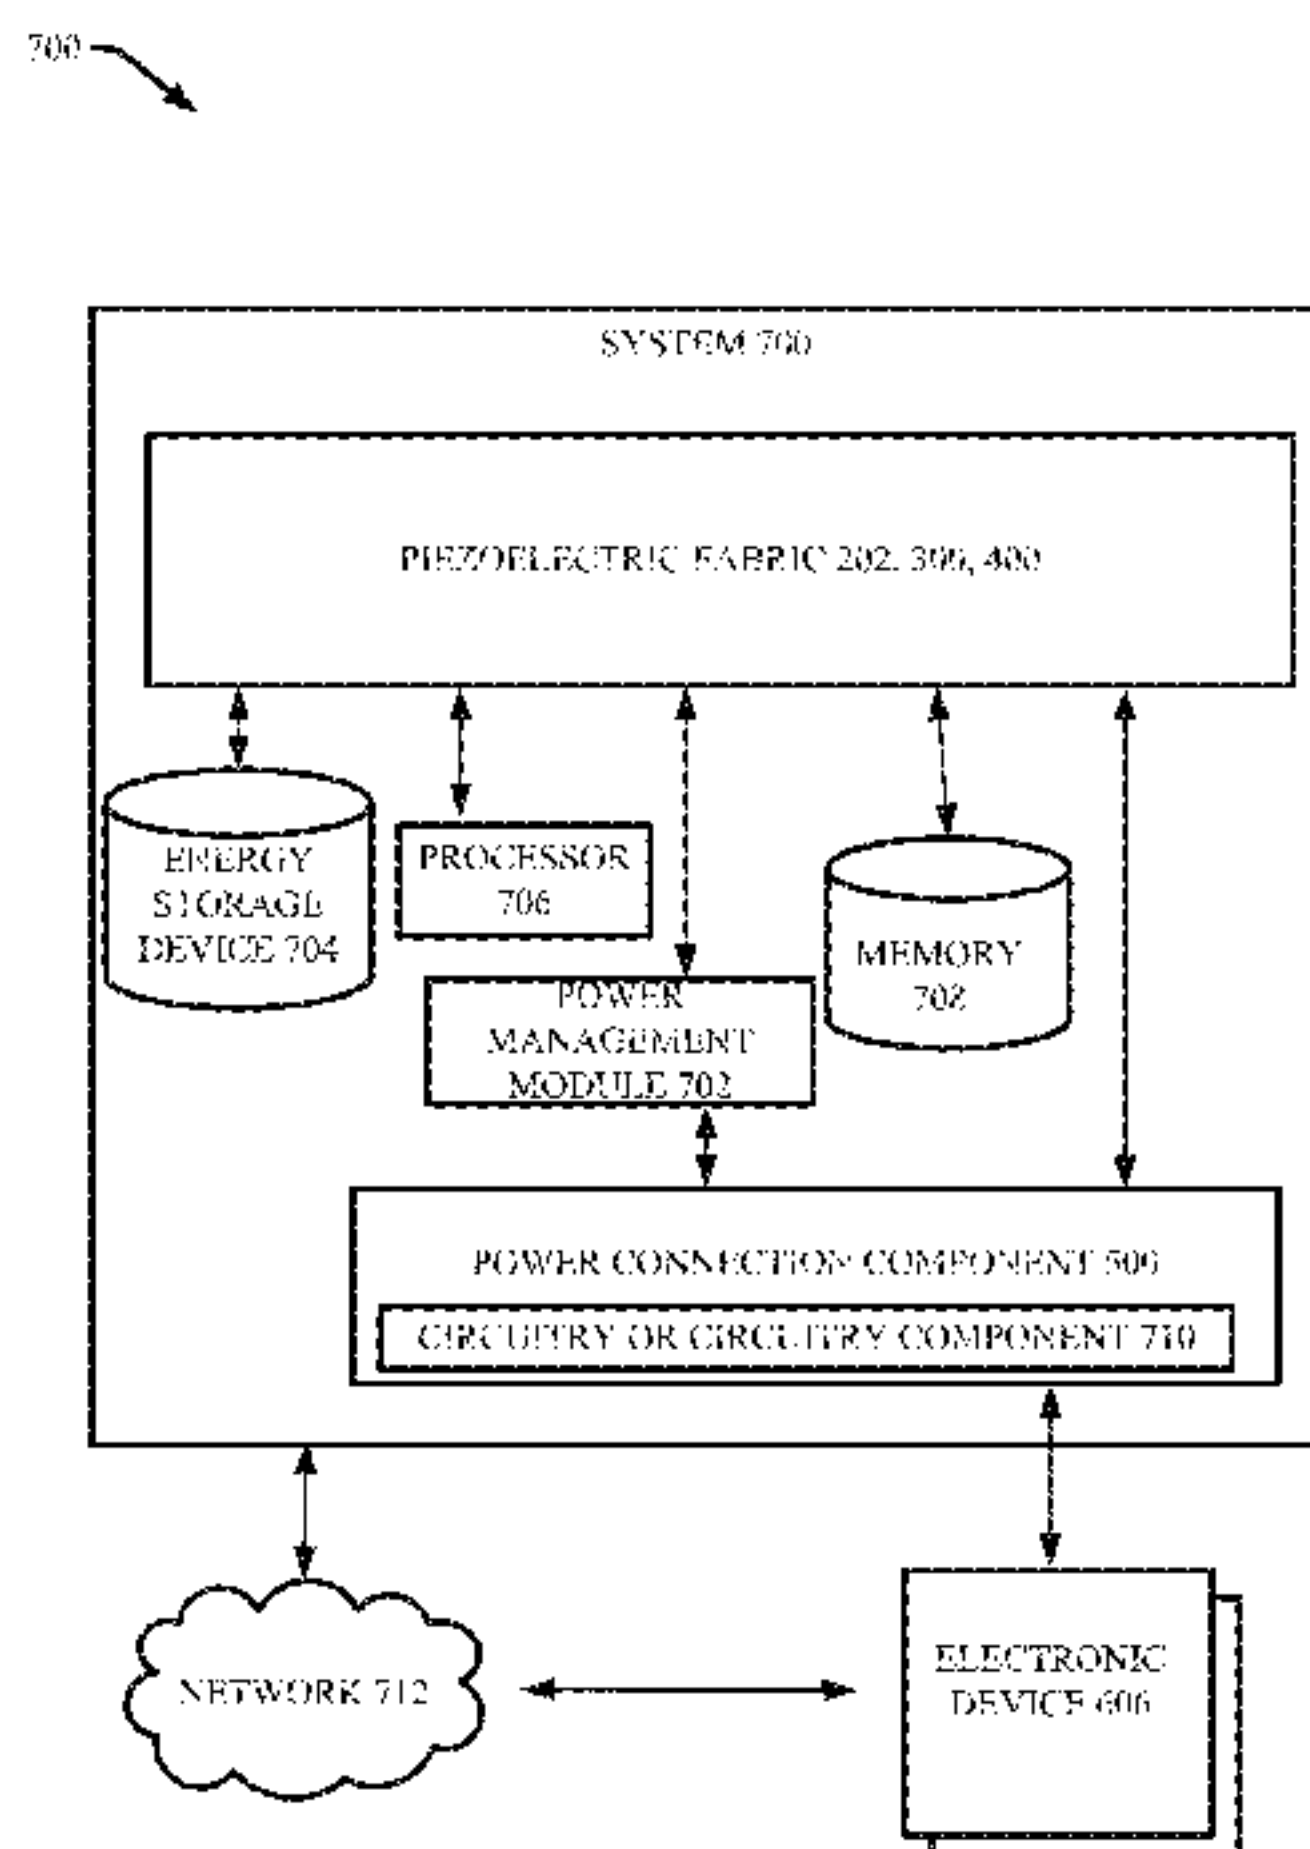 700
SYSTEM 700
PIEZOELECTRIC FABRIC 202, 300, 400
ENERGY
STORAGE
DEVICE 704
PROCESSOR
706
POWER
MANAGEMENT
MODULE 702
MEMORY
708
POWER CONNECTION COMPONENT 500
CIRCUITRY OR CIRCUITRY COMPONENT 710
NETWORK 712
ELECTRONIC
DEVICE 606